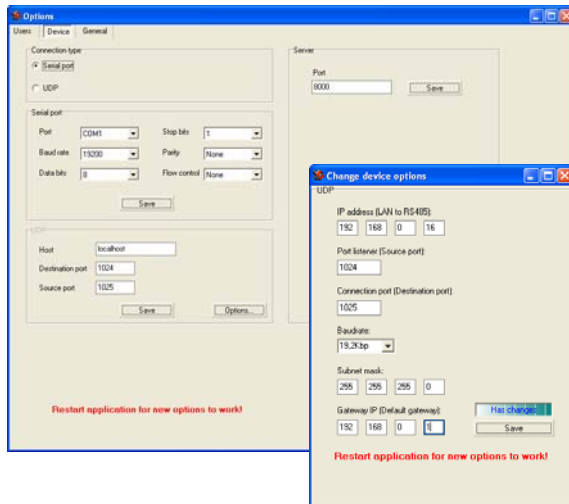 Options
Users Device General
Connection type
Serial port
UDP
Serial port
Port COM1 Stop bits 1
Baud rate 19200 Parity None
Data bits 8 Flow control None
Save
UDP
Host localhost
Destination port 1024
Source port 1025
Save Options...
Restart application for new options to work!
Server
Port
8000 Save
Change device options
UDP
IP address (LAN to RS485):
192 168 0 16
Port listener (Source port):
1024
Connection port (Destination port):
1025
Baudrate:
19,2Kbp
Subnet mask:
255 255 255 0
Gateway IP (Default gateway): Has changes
192 168 0 1 Save
Restart application for new options to work!